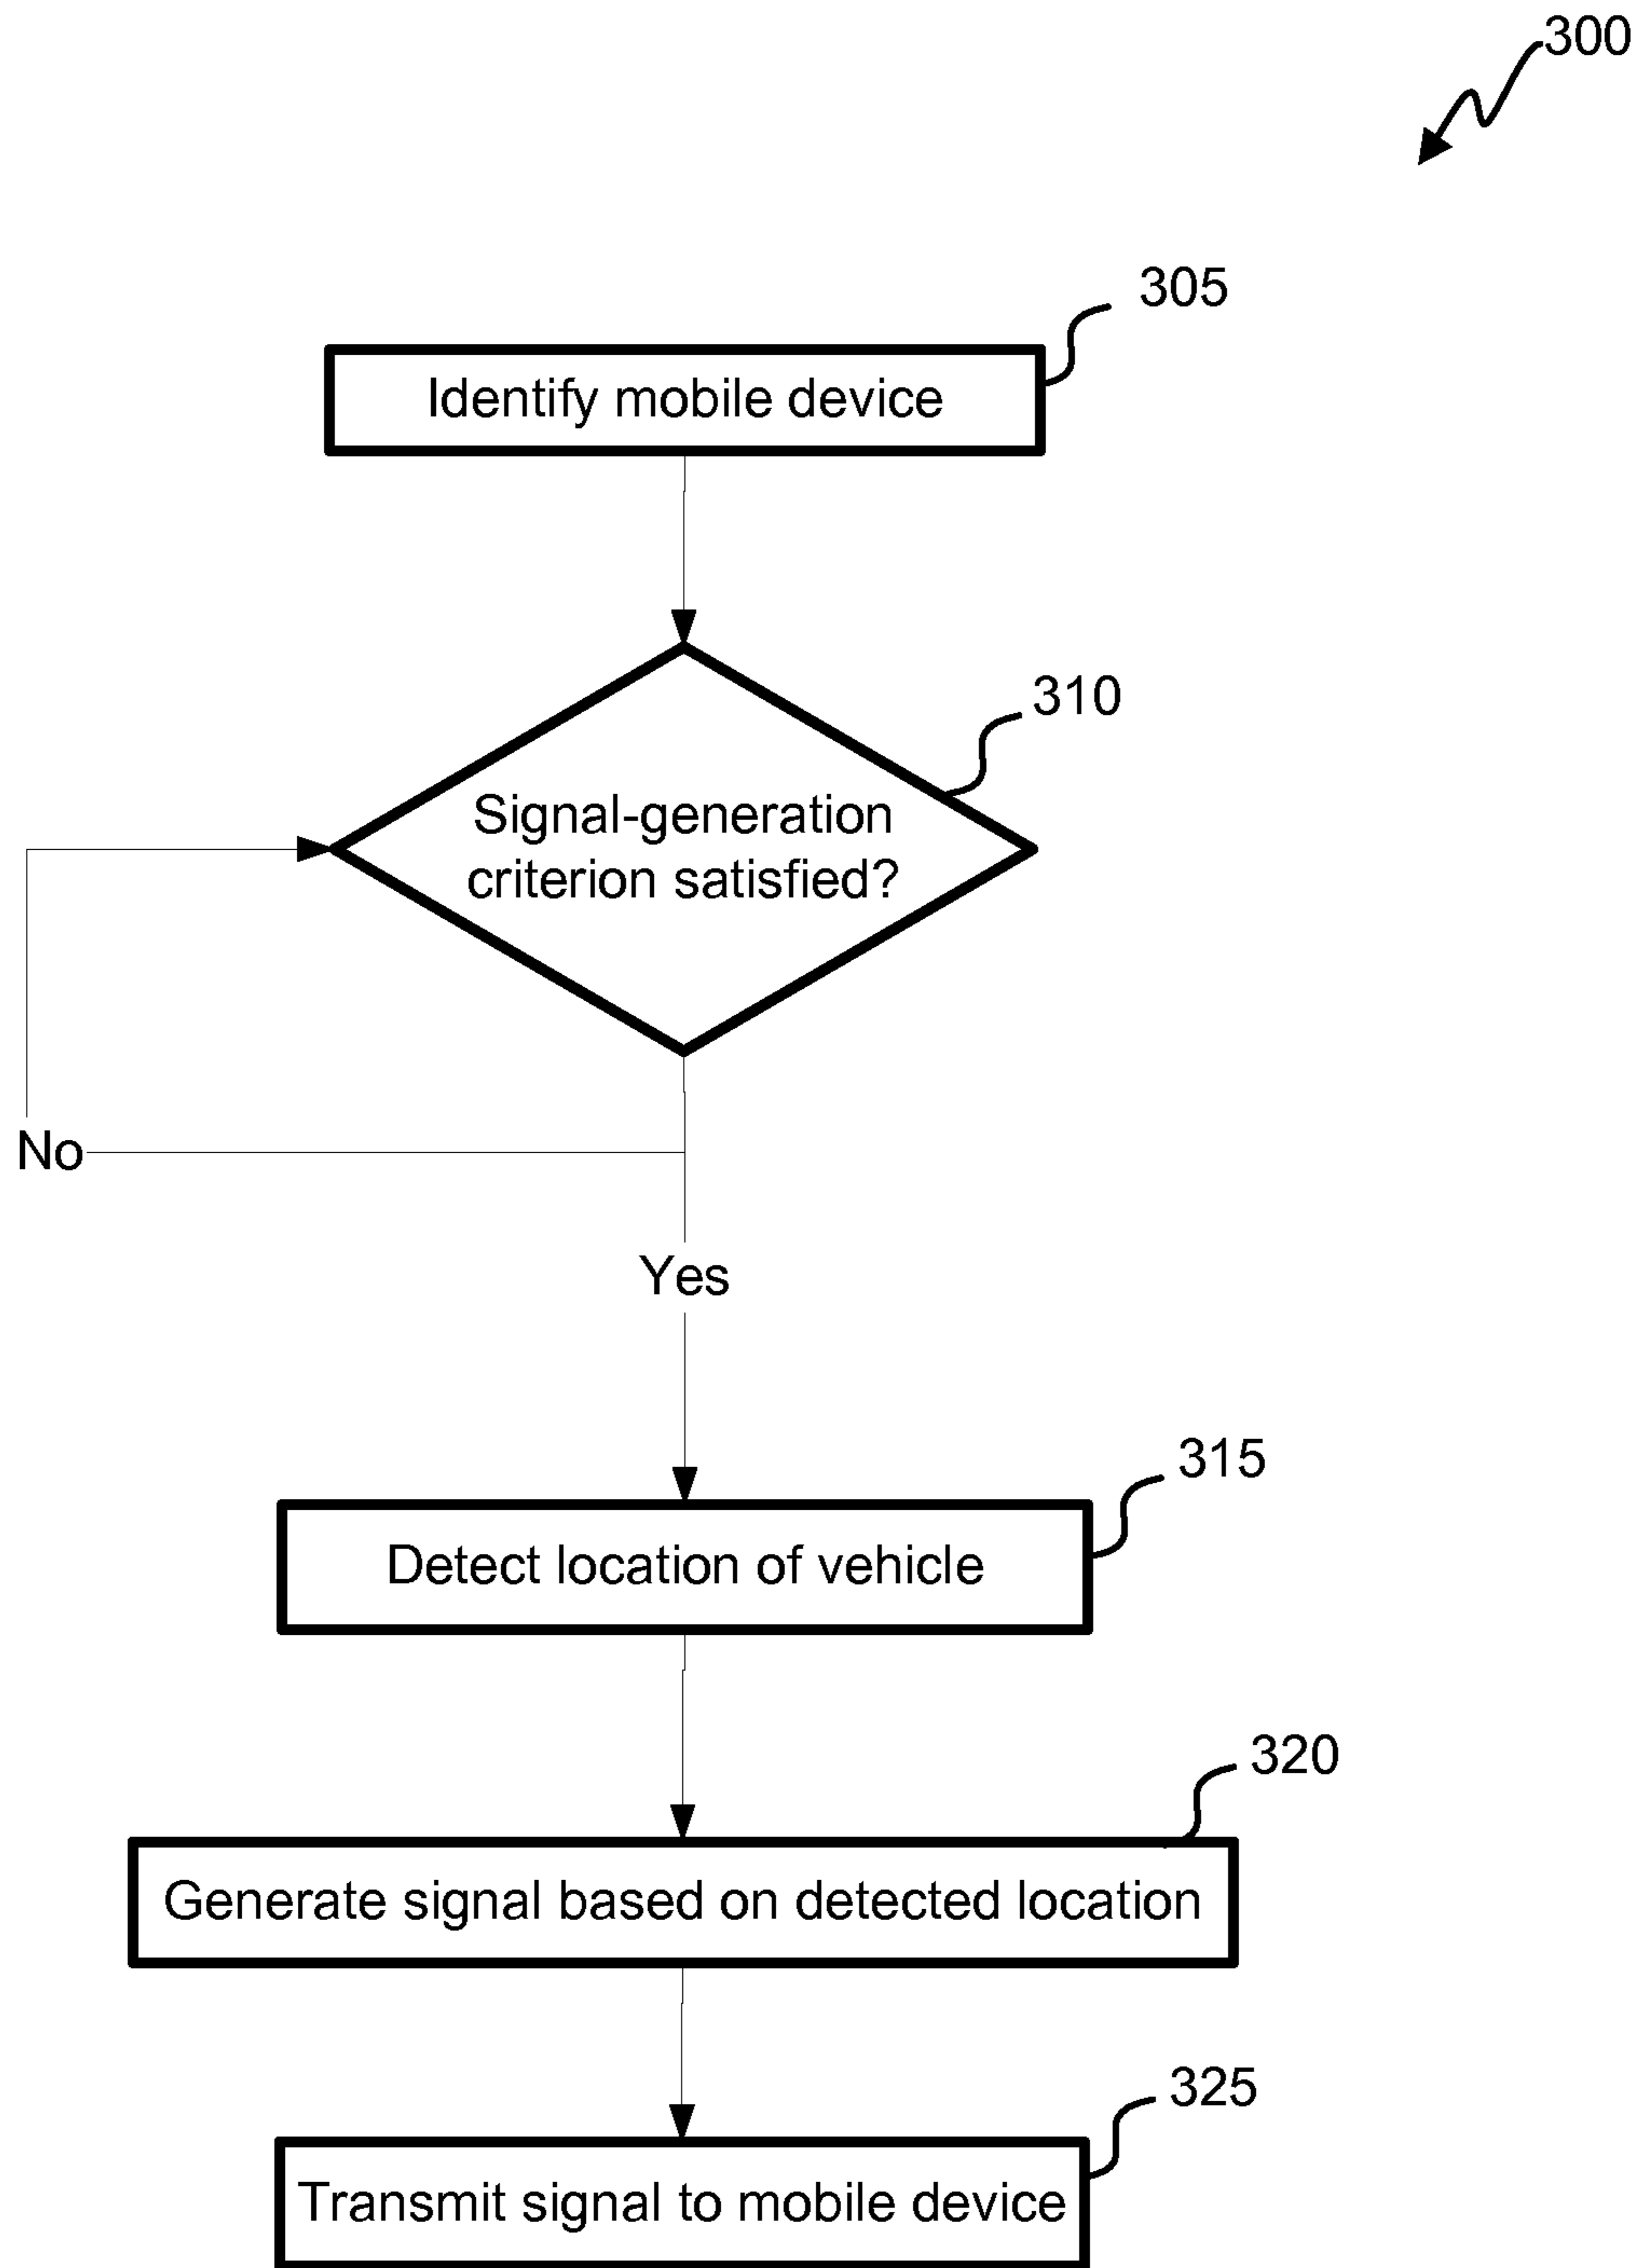 300
305
Identify mobile device
310
Signal-generation
criterion satisfied?
No
Yes
315
Detect location of vehicle
320
Generate signal based on detected location
325
Transmit signal to mobile device